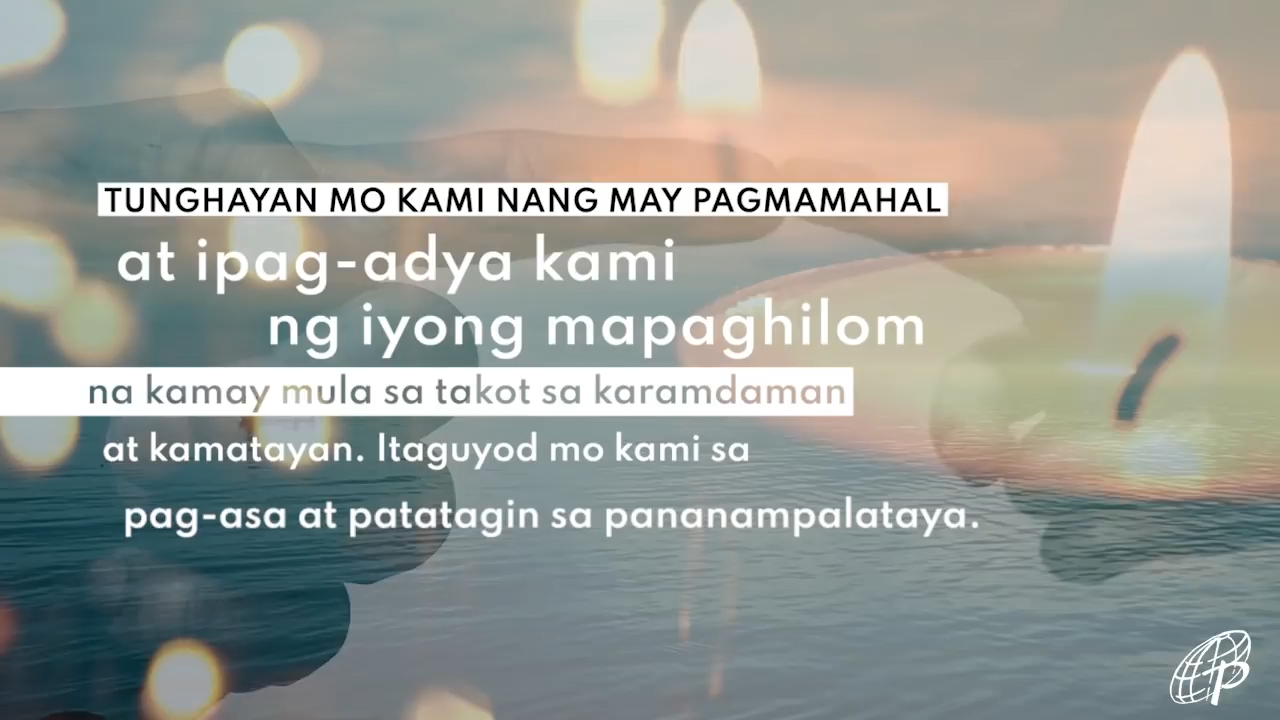 TUNGHAYAN MO KAMI NANG MAY PAGMAMAHAL
at ipag-adya kami
ng iyong mapaghilom
na kamay mula sa takot sa karamdaman
at kamatayan. Itaguyod mo kami sa
pag-asa at patatagin sa pananampalataya.